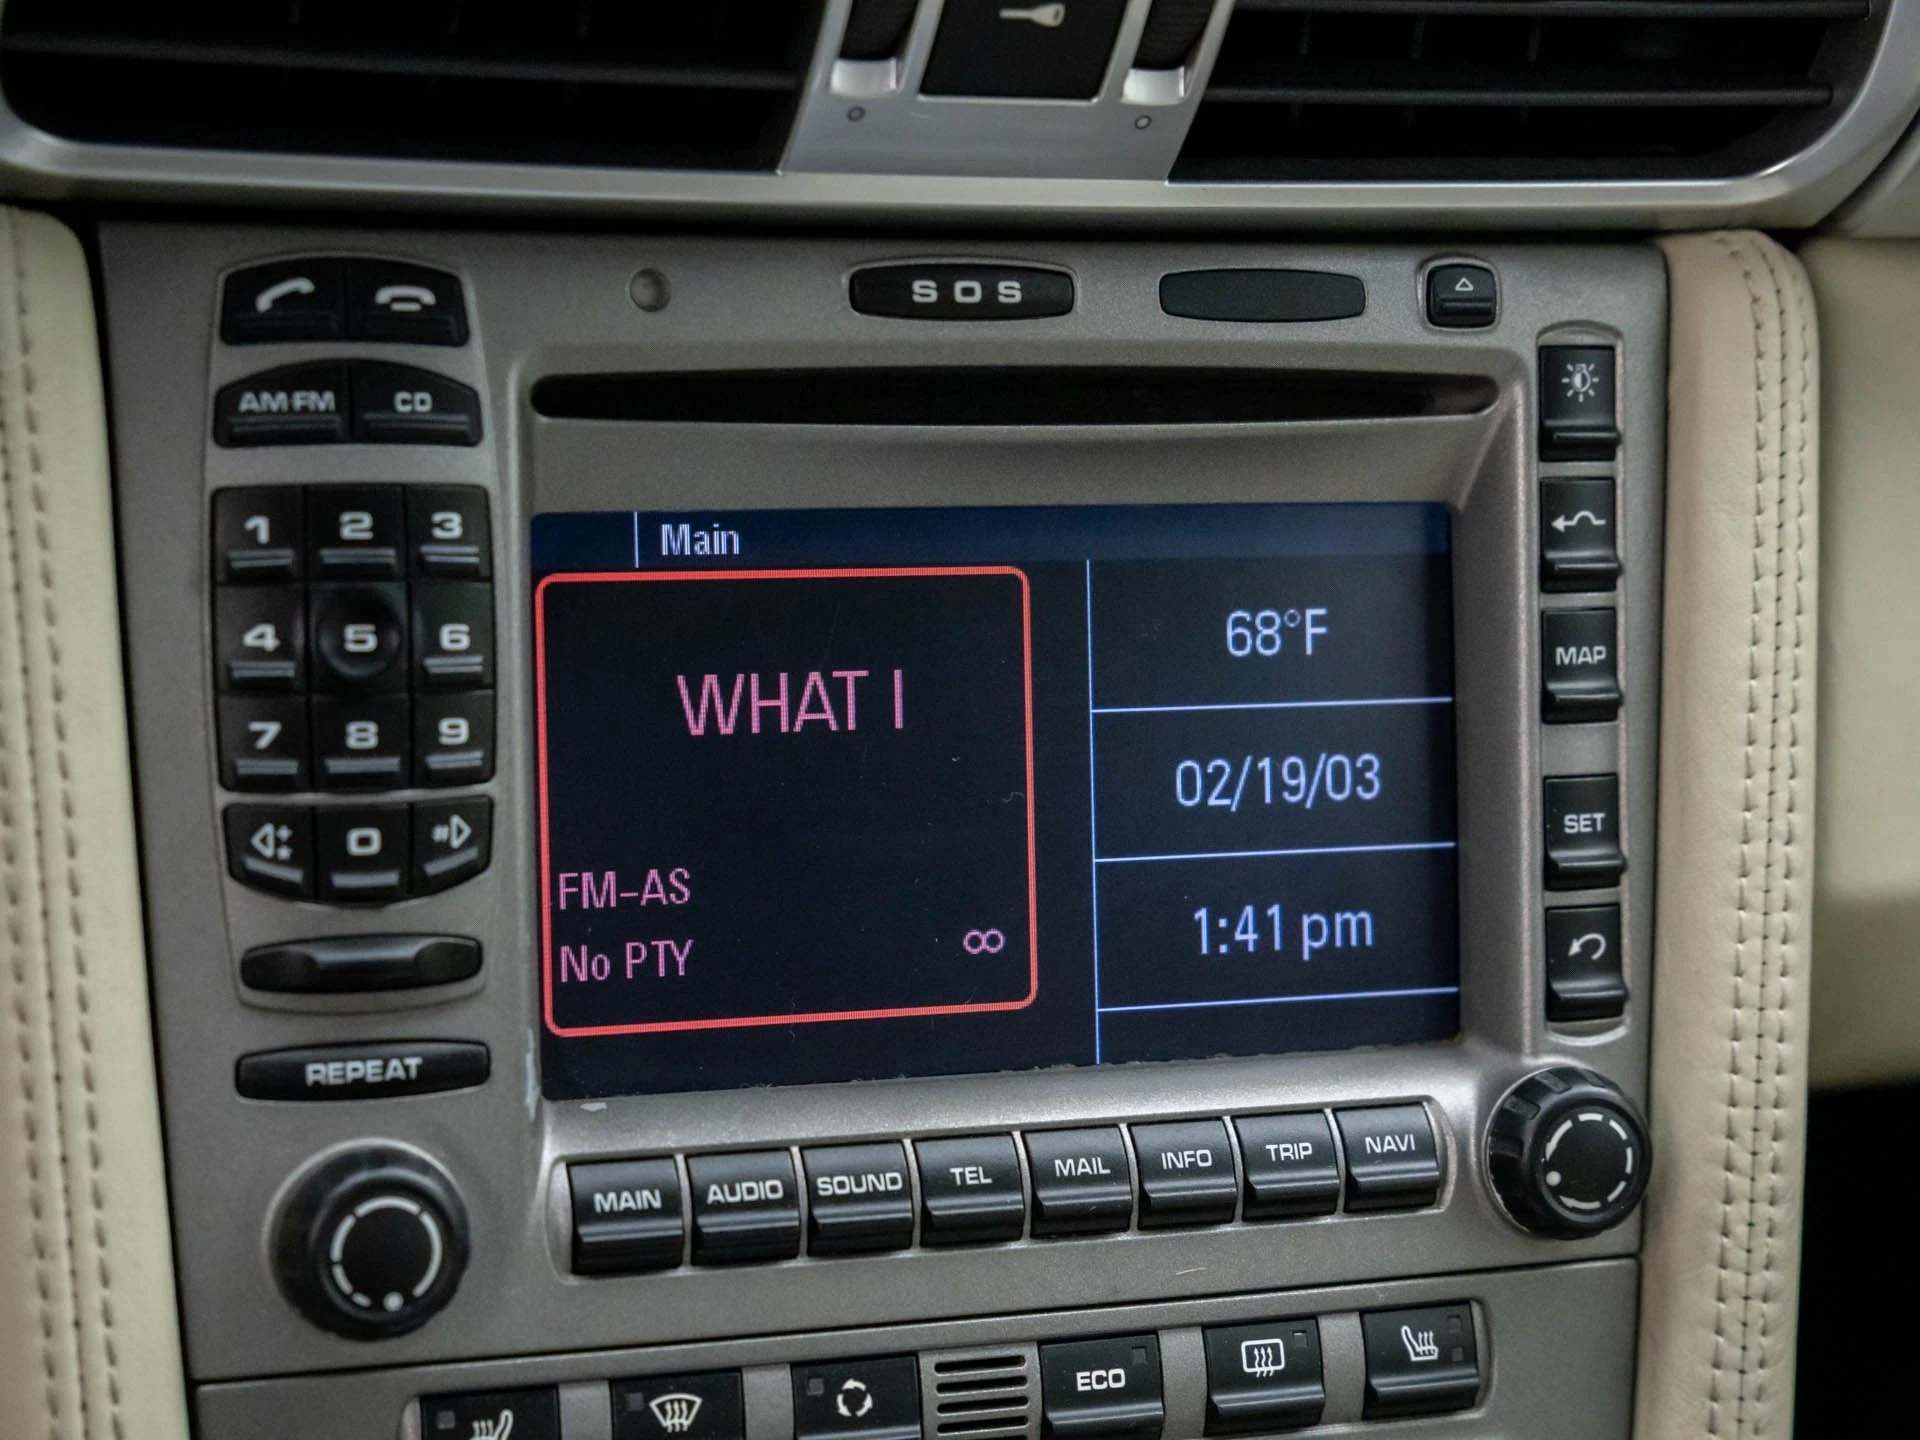 SOS
AM FM
CD
1
2
3
4
5
6
7
8
9
*
0
#
REPEAT
Main
WHAT I
FM-AS
No PTY
∞
68°F
02/19/03
1:41 pm
MAP
SET
MAIN
AUDIO
SOUND
TEL
MAIL
INFO
TRIP
NAVI
ECO